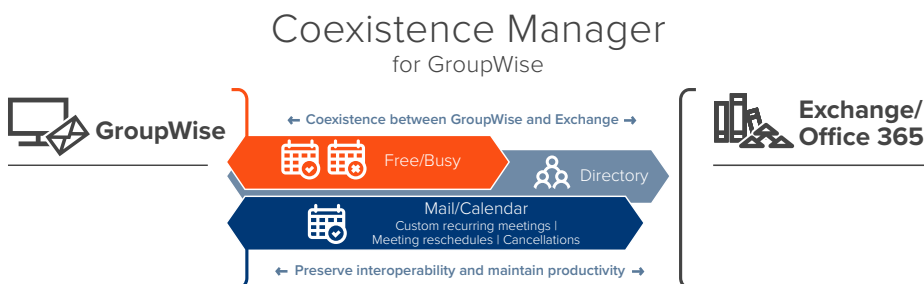 Coexistence Manager
for GroupWise
GroupWise
← Coexistence between GroupWise and Exchange →
Free/Busy
Directory
Mail/Calendar
Custom recurring meetings |
Meeting reschedules | Cancellations
← Preserve interoperability and maintain productivity →
Exchange/
Office 365